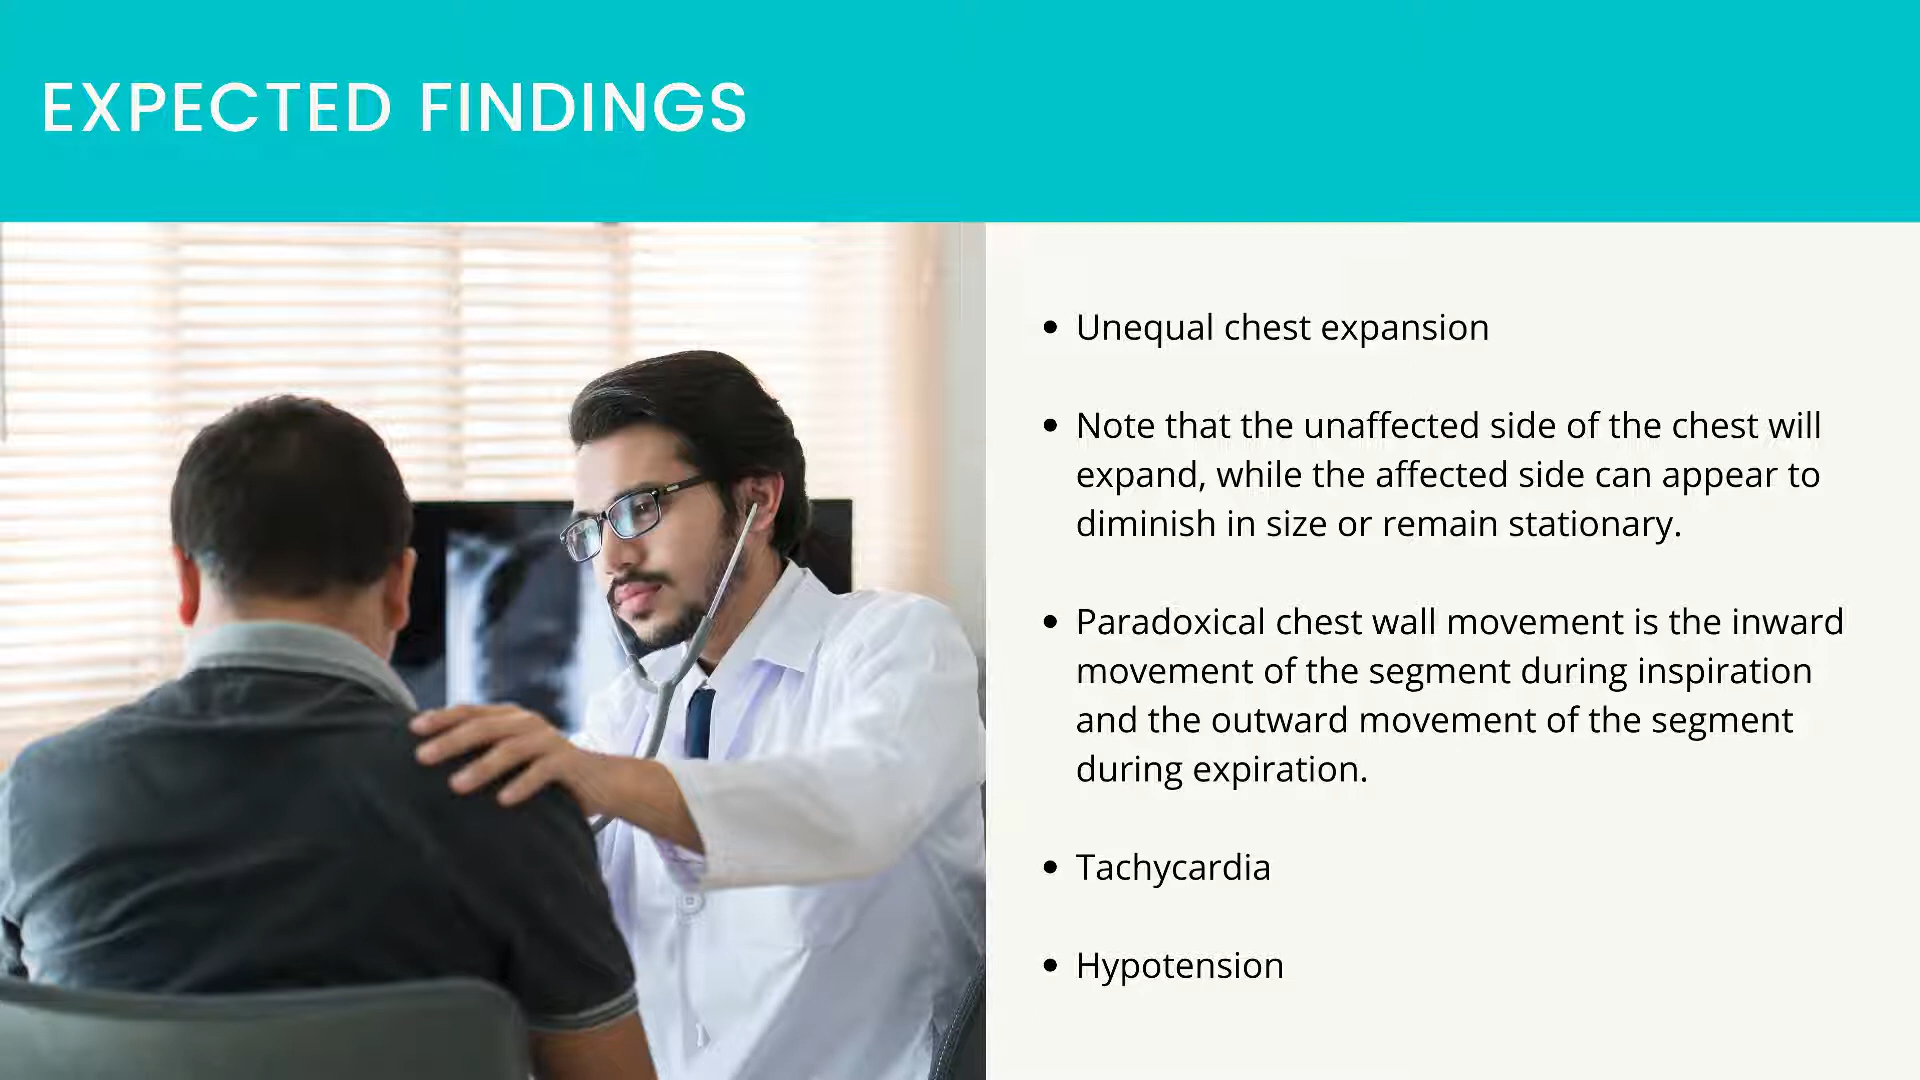 EXPECTED FINDINGS
• Unequal chest expansion
• Note that the unaffected side of the chest will
expand, while the affected side can appear to
diminish in size or remain stationary.
• Paradoxical chest wall movement is the inward
movement of the segment during inspiration
and the outward movement of the segment
during expiration.
• Tachycardia
• Hypotension